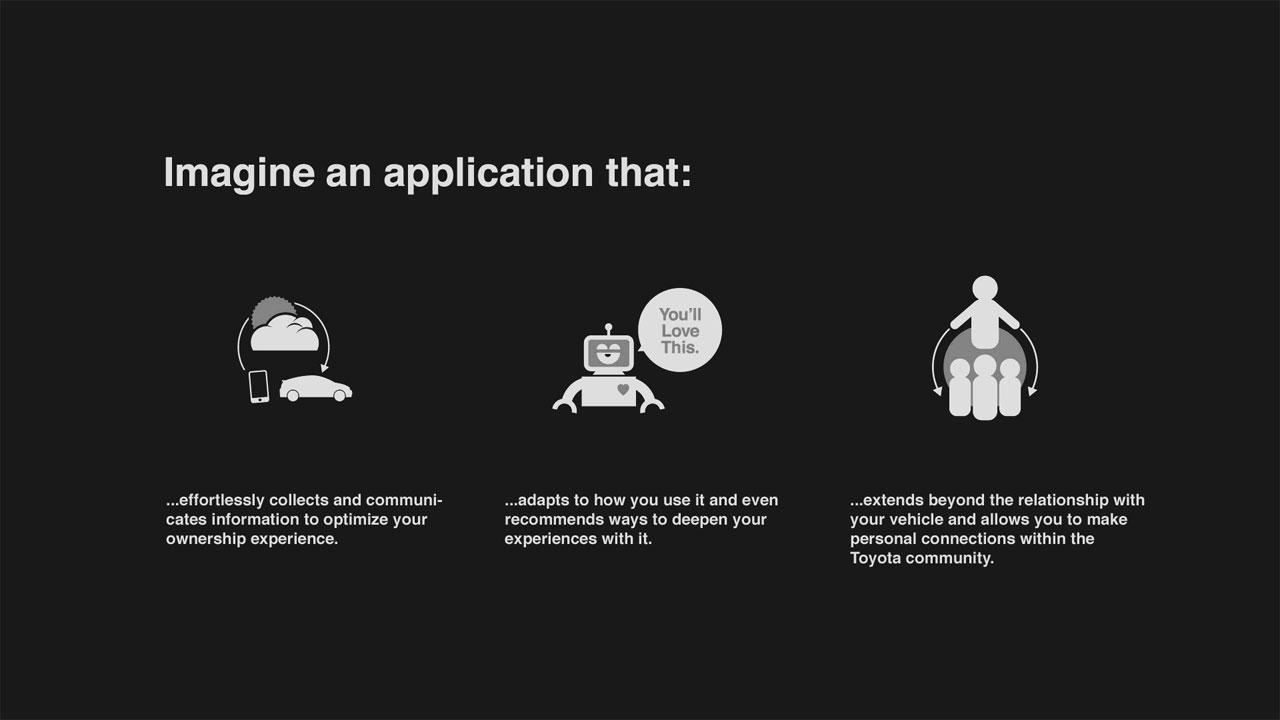 Imagine an application that:
You'll
Love
This.
...effortlessly collects and communi-
cates information to optimize your
ownership experience.
...adapts to how you use it and even
recommends ways to deepen your
experiences with it.
...extends beyond the relationship with
your vehicle and allows you to make
personal connections within the
Toyota community.